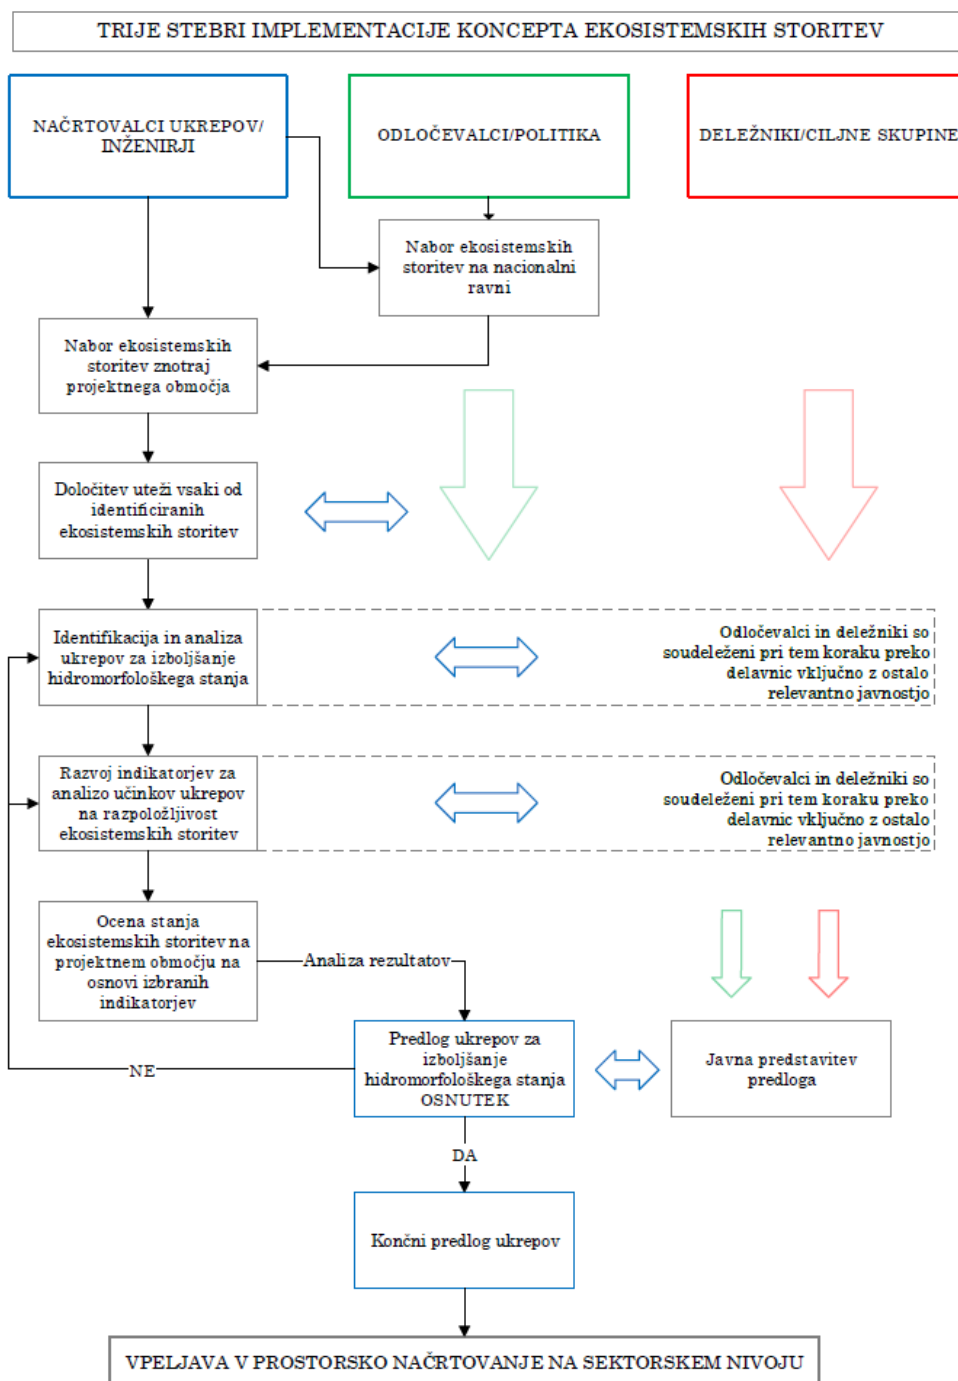 TRIJE STEBRI IMPLEMENTACIJE KONCEPTA EKOSISTEMSKIH STORITEV
NAČRTOVALCI UKREPOV/
INŽENIRJI
ODLOČEVALCI/POLITIKA
DELEŽNIKI/CILJNE SKUPINE
Nabor ekosistemskih
storitev na nacionalni
ravni
Nabor ekosistemskih
storitev znotraj
projektnega območja
Določitev uteži vsaki od
identificiranih
ekosistemskih storitev
Identifikacija in analiza
ukrepov za izboljšanje
hidromorfološkega stanja
Odločevalci in deležniki so
soudeleženi pri tem koraku preko
delavnic vključno z ostalo
relevantno javnostjo
Razvoj indikatorjev za
analizo učinkov ukrepov
na razpoložljivost
ekosistemskih storitev
Odločevalci in deležniki so
soudeleženi pri tem koraku preko
delavnic vključno z ostalo
relevantno javnostjo
Ocena stanja
ekosistemskih storitev na
projektnem območju na
osnovi izbranih
indikatorjev
Analiza rezultatov
Predlog ukrepov za
izboljšanje
hidromorfološkega stanja
OSNUTEK
Javna predstavitev
predloga
NE
DA
Končni predlog ukrepov
VPELJAVA V PROSTORSKO NAČRTOVANJE NA SEKTORSKEM NIVOJU